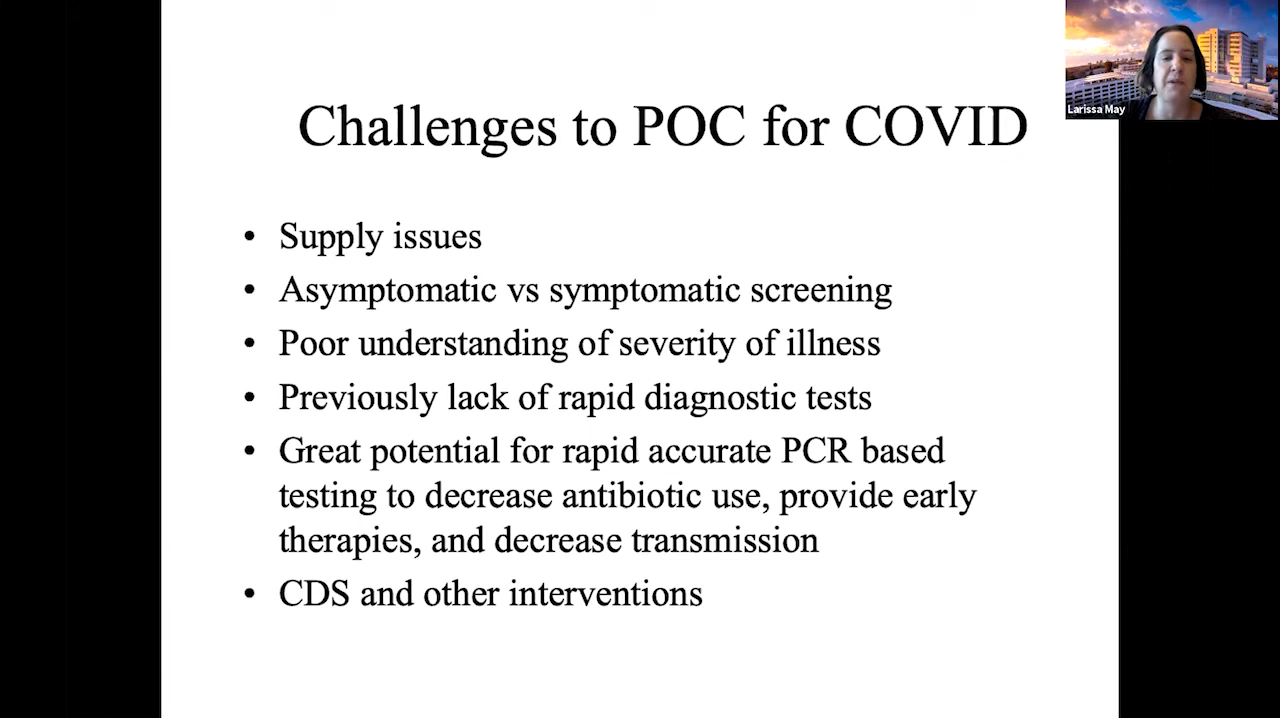 Larissa May
Challenges to POC for COVID
• Supply issues
• Asymptomatic vs symptomatic screening
• Poor understanding of severity of illness
• Previously lack of rapid diagnostic tests
• Great potential for rapid accurate PCR based
testing to decrease antibiotic use, provide early
therapies, and decrease transmission
• CDS and other interventions